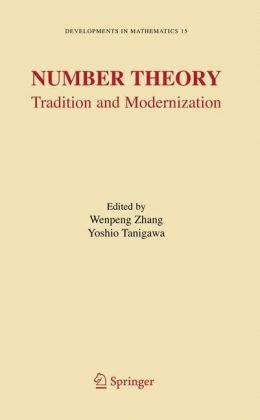 DEVELOPMENTS IN MATHEMATICS 15
NUMBER THEORY
Tradition and Modernization
Edited by
Wenpeng Zhang
Yoshio Tanigawa
Springer